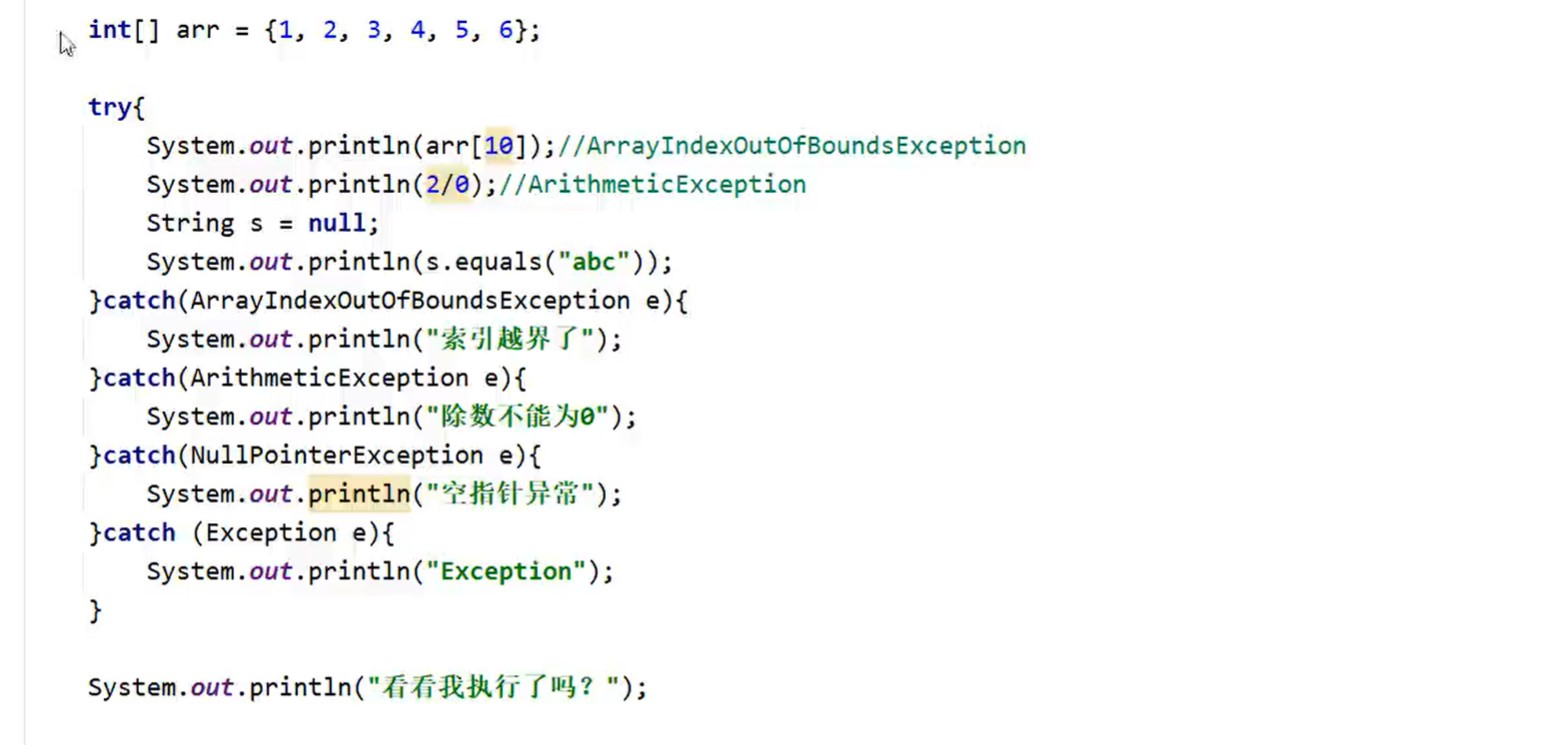 int[] arr = {1, 2, 3, 4, 5, 6};
try{
System.out.println(arr[10]);//ArrayIndexOutOfBoundsException
System.out.println(2/0);//ArithmeticException
String s = null;
System.out.println(s.equals("abc"));
}catch(ArrayIndexOutOfBoundsException e){
System.out.println("索引越界了");
}catch(ArithmeticException e){
System.out.println("除数不能为0");
}catch(NullPointerException e){
System.out.println("空指针异常");
}catch (Exception e){
System.out.println("Exception");
}
System.out.println("看看我执行了吗？");